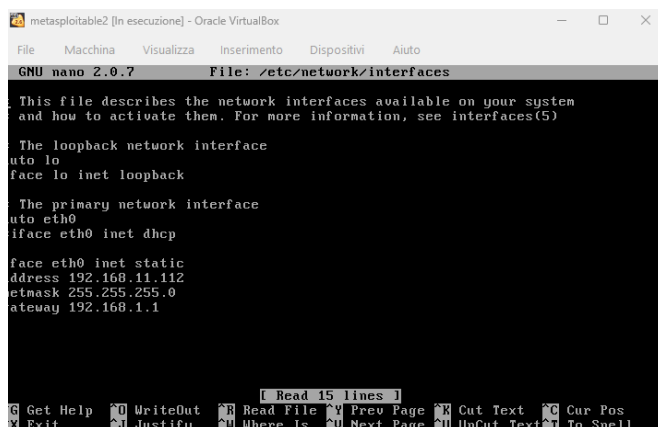 metasploitable2 [In esecuzione] - Oracle VirtualBox
File Macchina Visualizza Inserimento Dispositivi Aiuto
GNU nano 2.0.7 File: /etc/network/interfaces
This file describes the network interfaces available on your system
and how to activate them. For more information, see interfaces(5)
The loopback network interface
uto lo
face lo inet loopback
The primary network interface
uto eth0
iface eth0 inet dhcp
face eth0 inet static
ddress 192.168.11.112
etmask 255.255.255.0
ateway 192.168.1.1
[ Read 15 lines ]
^G Get Help ^O WriteOut ^R Read File ^Y Prev Page ^K Cut Text ^C Cur Pos
^X Exit ^J Justify ^W Where Is ^V Next Page ^U UnCut Text ^T To Spell